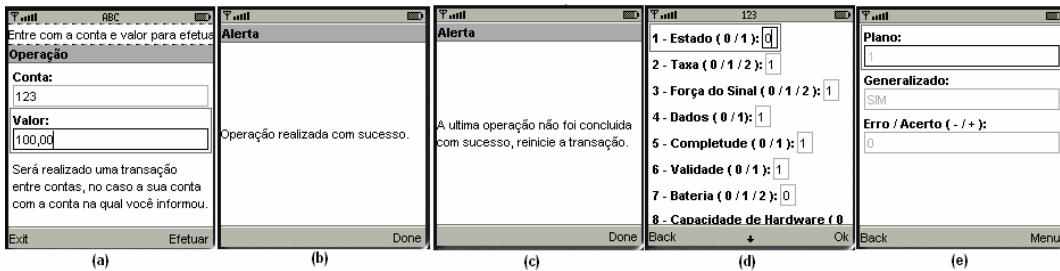 ABC
Entre com a conta e valor para efetua
Operação
Conta:
123
Valor:
100,00
Será realizado uma transação
entre contas, no caso a sua conta
com a conta na qual você informou.
Exit Efetuar
(a)
Alerta
Operação realizada com sucesso.
Done
(b)
Alerta
A ultima operação não foi concluida
com sucesso, reinicie a transação.
Done
(c)
123
1 - Estado ( 0 / 1 ): 0
2 - Taxa ( 0 / 1 / 2 ): 1
3 - Força do Sinal ( 0 / 1 / 2 ): 1
4 - Dados ( 0 / 1): 1
5 - Completude ( 0 / 1 ): 1
6 - Validade ( 0 / 1 ): 1
7 - Bateria ( 0 / 1 / 2 ): 0
8 - Capacidade de Hardware ( 0
Back Ok
(d)
Plano:
1
Generalizado:
SIM
Erro / Acerto ( - / + ):
0
Back Menu
(e)